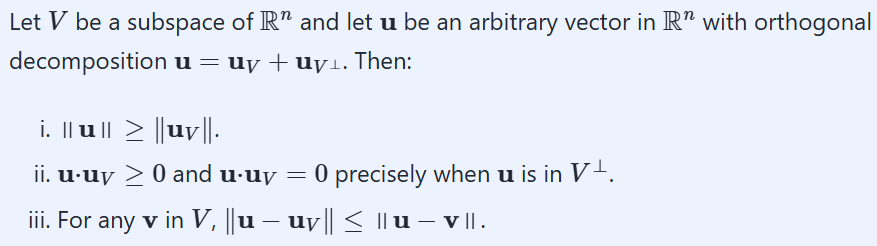 Let V be a subspace of ℝⁿ and let 𝐮 be an arbitrary vector in ℝⁿ with orthogonal
decomposition 𝐮 = 𝐮_V + 𝐮_{V^⊥}. Then:
i. ‖𝐮‖ ≥ ‖𝐮_V‖.
ii. 𝐮·𝐮_V ≥ 0 and 𝐮·𝐮_V = 0 precisely when 𝐮 is in V^⊥.
iii. For any 𝐯 in V, ‖𝐮 − 𝐮_V‖ ≤ ‖𝐮 − 𝐯‖.